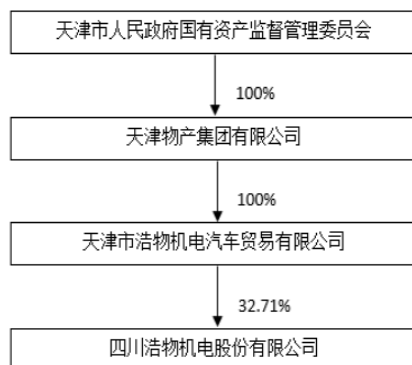 天津市人民政府国有资产监督管理委员会
100%
天津物产集团有限公司
100%
天津市浩物机电汽车贸易有限公司
32.71%
四川浩物机电股份有限公司